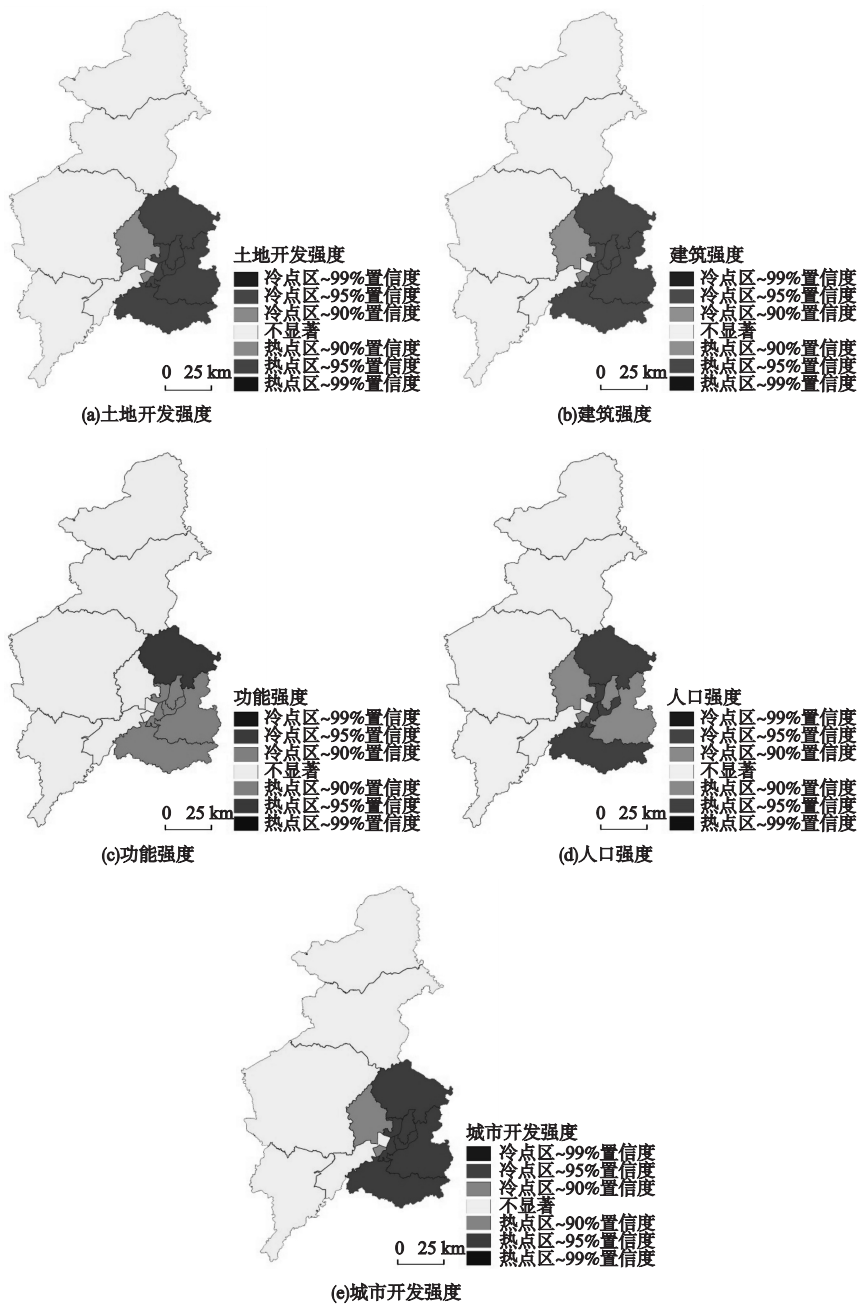 土地开发强度
冷点区~99%置信度
冷点区~95%置信度
冷点区~90%置信度
不显著
热点区~90%置信度
热点区~95%置信度
热点区~99%置信度
0 25 km
(a)土地开发强度
建筑强度
冷点区~99%置信度
冷点区~95%置信度
冷点区~90%置信度
不显著
热点区~90%置信度
热点区~95%置信度
热点区~99%置信度
0 25 km
(b)建筑强度
功能强度
冷点区~99%置信度
冷点区~95%置信度
冷点区~90%置信度
不显著
热点区~90%置信度
热点区~95%置信度
热点区~99%置信度
0 25 km
(c)功能强度
人口强度
冷点区~99%置信度
冷点区~95%置信度
冷点区~90%置信度
不显著
热点区~90%置信度
热点区~95%置信度
热点区~99%置信度
0 25 km
(d)人口强度
城市开发强度
冷点区~99%置信度
冷点区~95%置信度
冷点区~90%置信度
不显著
热点区~90%置信度
热点区~95%置信度
热点区~99%置信度
0 25 km
(e)城市开发强度